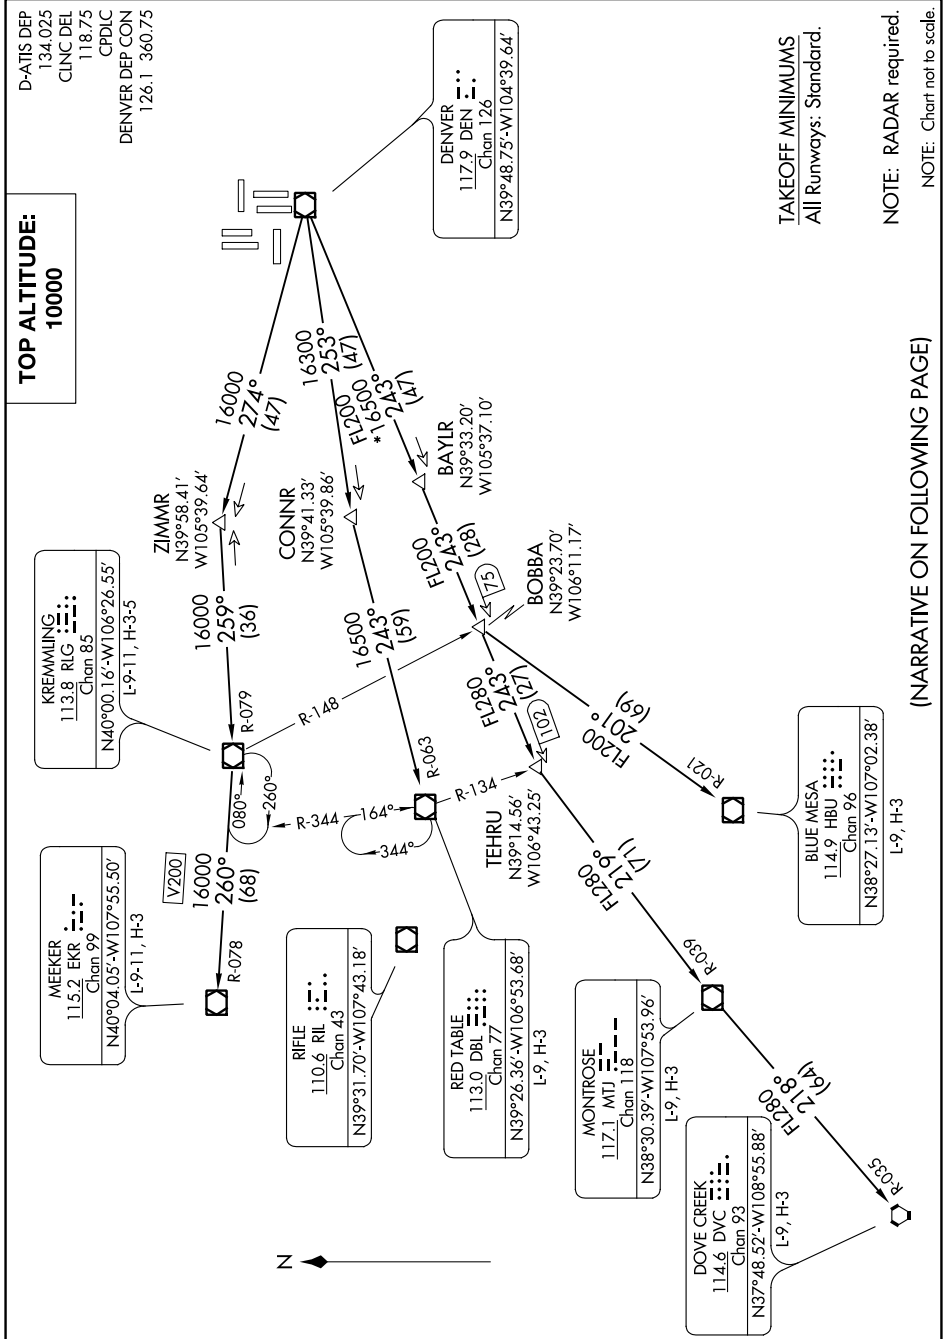 D-ATIS DEP
134.025
CLNC DEL
118.75
CPDLC
DENVER DEP CON
126.1 360.75
TOP ALTITUDE:
10000
DENVER
117.9 DEN
Chan 126
N39°48.75'-W104°39.64'
TAKEOFF MINIMUMS
All Runways: Standard.
NOTE: RADAR required.
NOTE: Chart not to scale.
16000
274°
(47)
16300
253°
(47)
FL200
*16500
243°
(47)
ZIMMR
N39°58.41'
W105°39.64'
CONNR
N39°41.33'
W105°39.86'
BAYLR
N39°33.20'
W105°37.10'
16000
259°
(36)
16500
243°
(59)
FL200
243°
(28)
75
BOBBA
N39°23.70'
W106°11.17'
KREMMLING
113.8 RLG
Chan 85
N40°00.16'-W106°26.55'
L-9-11, H-3-5
R-079
R-148
R-063
FL280
243°
(27)
102
FL200
201°
(69)
R-021
080°
260°
R-344
164°
344°
R-134
TEHRU
N39°14.56'
W106°43.25'
V200
16000
260°
(68)
R-078
MEEKER
115.2 EKR
Chan 99
N40°04.05'-W107°55.50'
L-9-11, H-3
RIFLE
110.6 RIL
Chan 43
N39°31.70'-W107°43.18'
RED TABLE
113.0 DBL
Chan 77
N39°26.36'-W106°53.68'
L-9, H-3
FL280
219°
(71)
R-039
BLUE MESA
114.9 HBU
Chan 96
N38°27.13'-W107°02.38'
L-9, H-3
MONTROSE
117.1 MTJ
Chan 118
N38°30.39'-W107°53.96'
L-9, H-3
FL280
218°
(64)
R-035
DOVE CREEK
114.6 DVC
Chan 93
N37°48.52'-W108°55.88'
L-9, H-3
N
(NARRATIVE ON FOLLOWING PAGE)